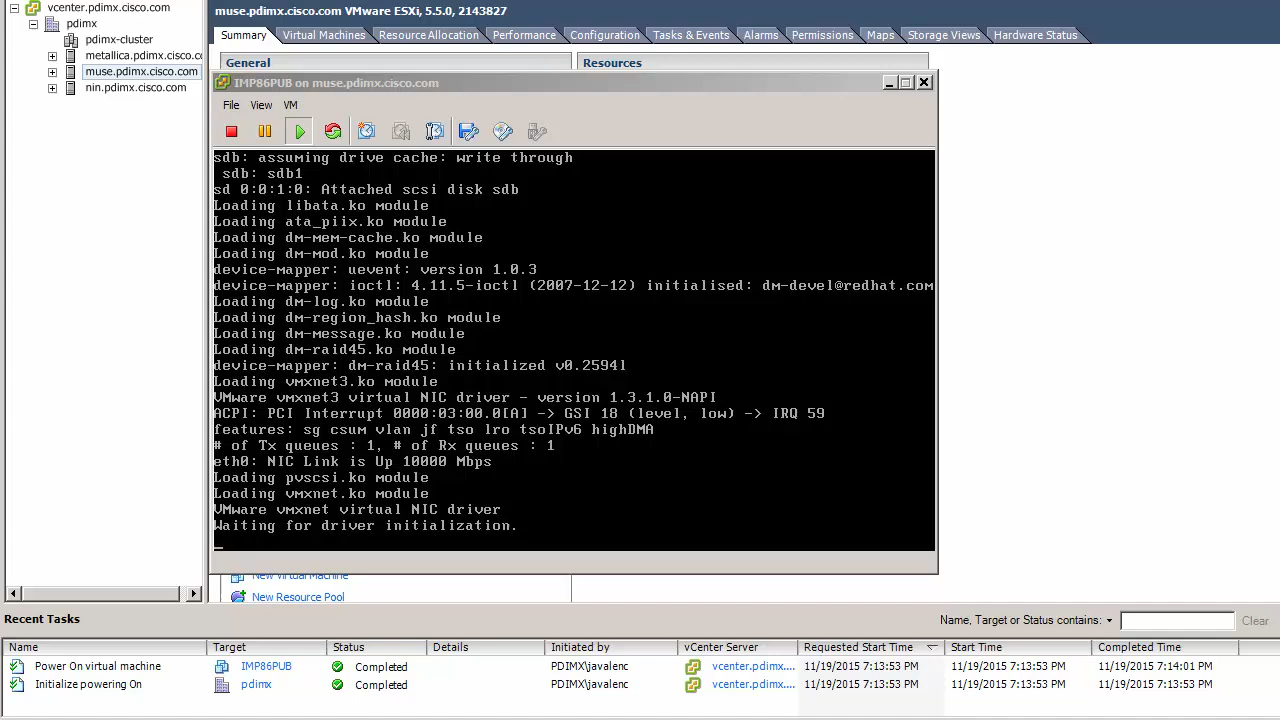 vcenter.pdimx.cisco.com
pdimx
pdimx-cluster
metallica.pdimx.cisco.co
muse.pdimx.cisco.com
nin.pdimx.cisco.com
muse.pdimx.cisco.com VMware ESXi, 5.5.0, 2143827
Summary Virtual Machines Resource Allocation Performance Configuration Tasks & Events Alarms Permissions Maps Storage Views Hardware Status
General Resources
IMP86PUB on muse.pdimx.cisco.com
File View VM
sdb: assuming drive cache: write through
sdb: sdb1
sd 0:0:1:0: Attached scsi disk sdb
Loading libata.ko module
Loading ata_piix.ko module
Loading dm-mem-cache.ko module
Loading dm-mod.ko module
device-mapper: uevent: version 1.0.3
device-mapper: ioctl: 4.11.5-ioctl (2007-12-12) initialised: dm-devel@redhat.com
Loading dm-log.ko module
Loading dm-region_hash.ko module
Loading dm-message.ko module
Loading dm-raid45.ko module
device-mapper: dm-raid45: initialized v0.2594l
Loading vmxnet3.ko module
VMware vmxnet3 virtual NIC driver - version 1.3.1.0-NAPI
ACPI: PCI Interrupt 0000:03:00.0[A] -> GSI 18 (level, low) -> IRQ 59
features: sg csum vlan jf tso lro tsoIPv6 highDMA
# of Tx queues : 1, # of Rx queues : 1
eth0: NIC Link is Up 10000 Mbps
Loading pvscsi.ko module
Loading vmxnet.ko module
VMware vmxnet virtual NIC driver
Waiting for driver initialization.
New Virtual Machine
New Resource Pool
Recent Tasks Name, Target or Status contains: Clear
Name Target Status Details Initiated by vCenter Server Requested Start Time Start Time Completed Time
Power On virtual machine IMP86PUB Completed PDIMX\javalenc vcenter.pdimx.... 11/19/2015 7:13:53 PM 11/19/2015 7:13:53 PM 11/19/2015 7:14:01 PM
Initialize powering On pdimx Completed PDIMX\javalenc vcenter.pdimx.... 11/19/2015 7:13:53 PM 11/19/2015 7:13:53 PM 11/19/2015 7:13:53 PM